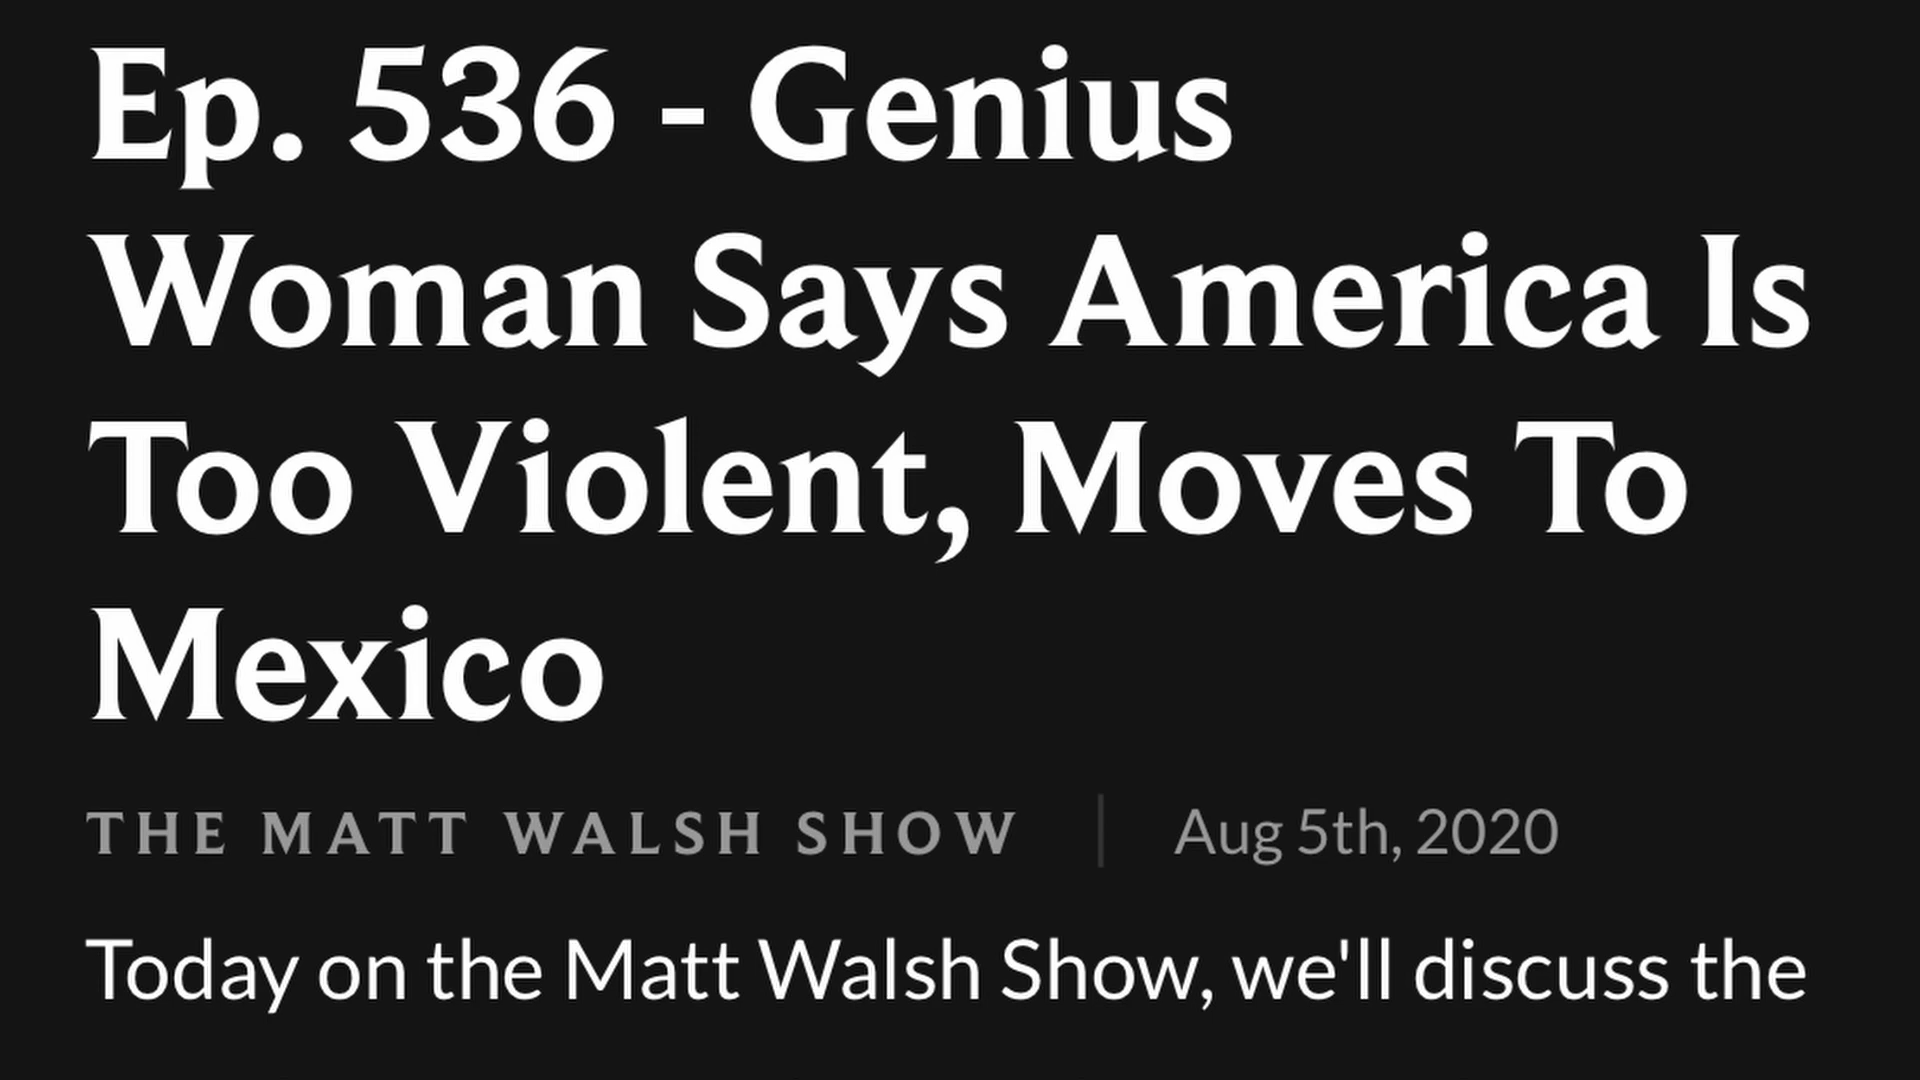 Ep. 536 - Genius
Woman Says America Is
Too Violent, Moves To
Mexico
THE MATT WALSH SHOW | Aug 5th, 2020
Today on the Matt Walsh Show, we'll discuss the